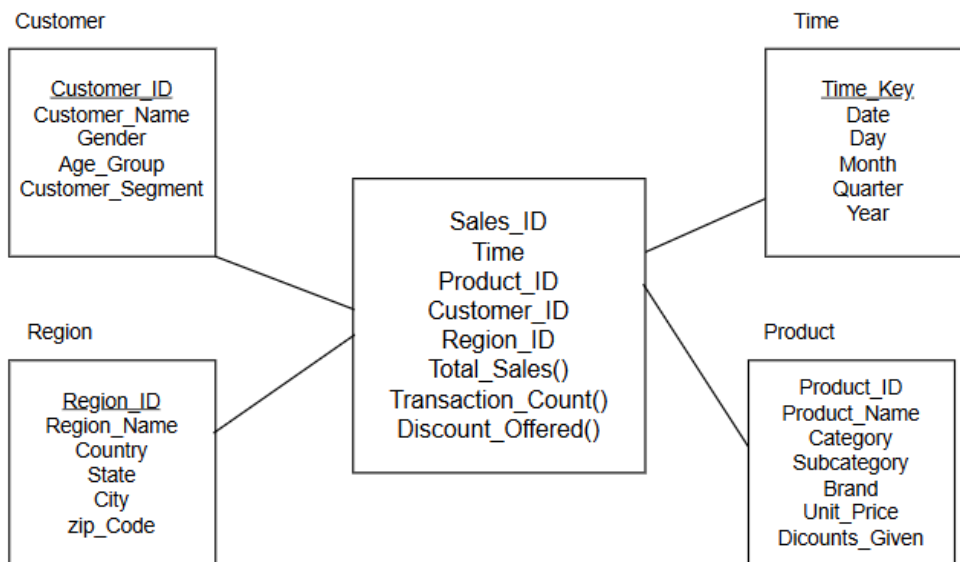 Customer
Customer_ID
Customer_Name
Gender
Age_Group
Customer_Segment
Time
Time_Key
Date
Day
Month
Quarter
Year
Sales_ID
Time
Product_ID
Customer_ID
Region_ID
Total_Sales()
Transaction_Count()
Discount_Offered()
Region
Region_ID
Region_Name
Country
State
City
zip_Code
Product
Product_ID
Product_Name
Category
Subcategory
Brand
Unit_Price
Dicounts_Given